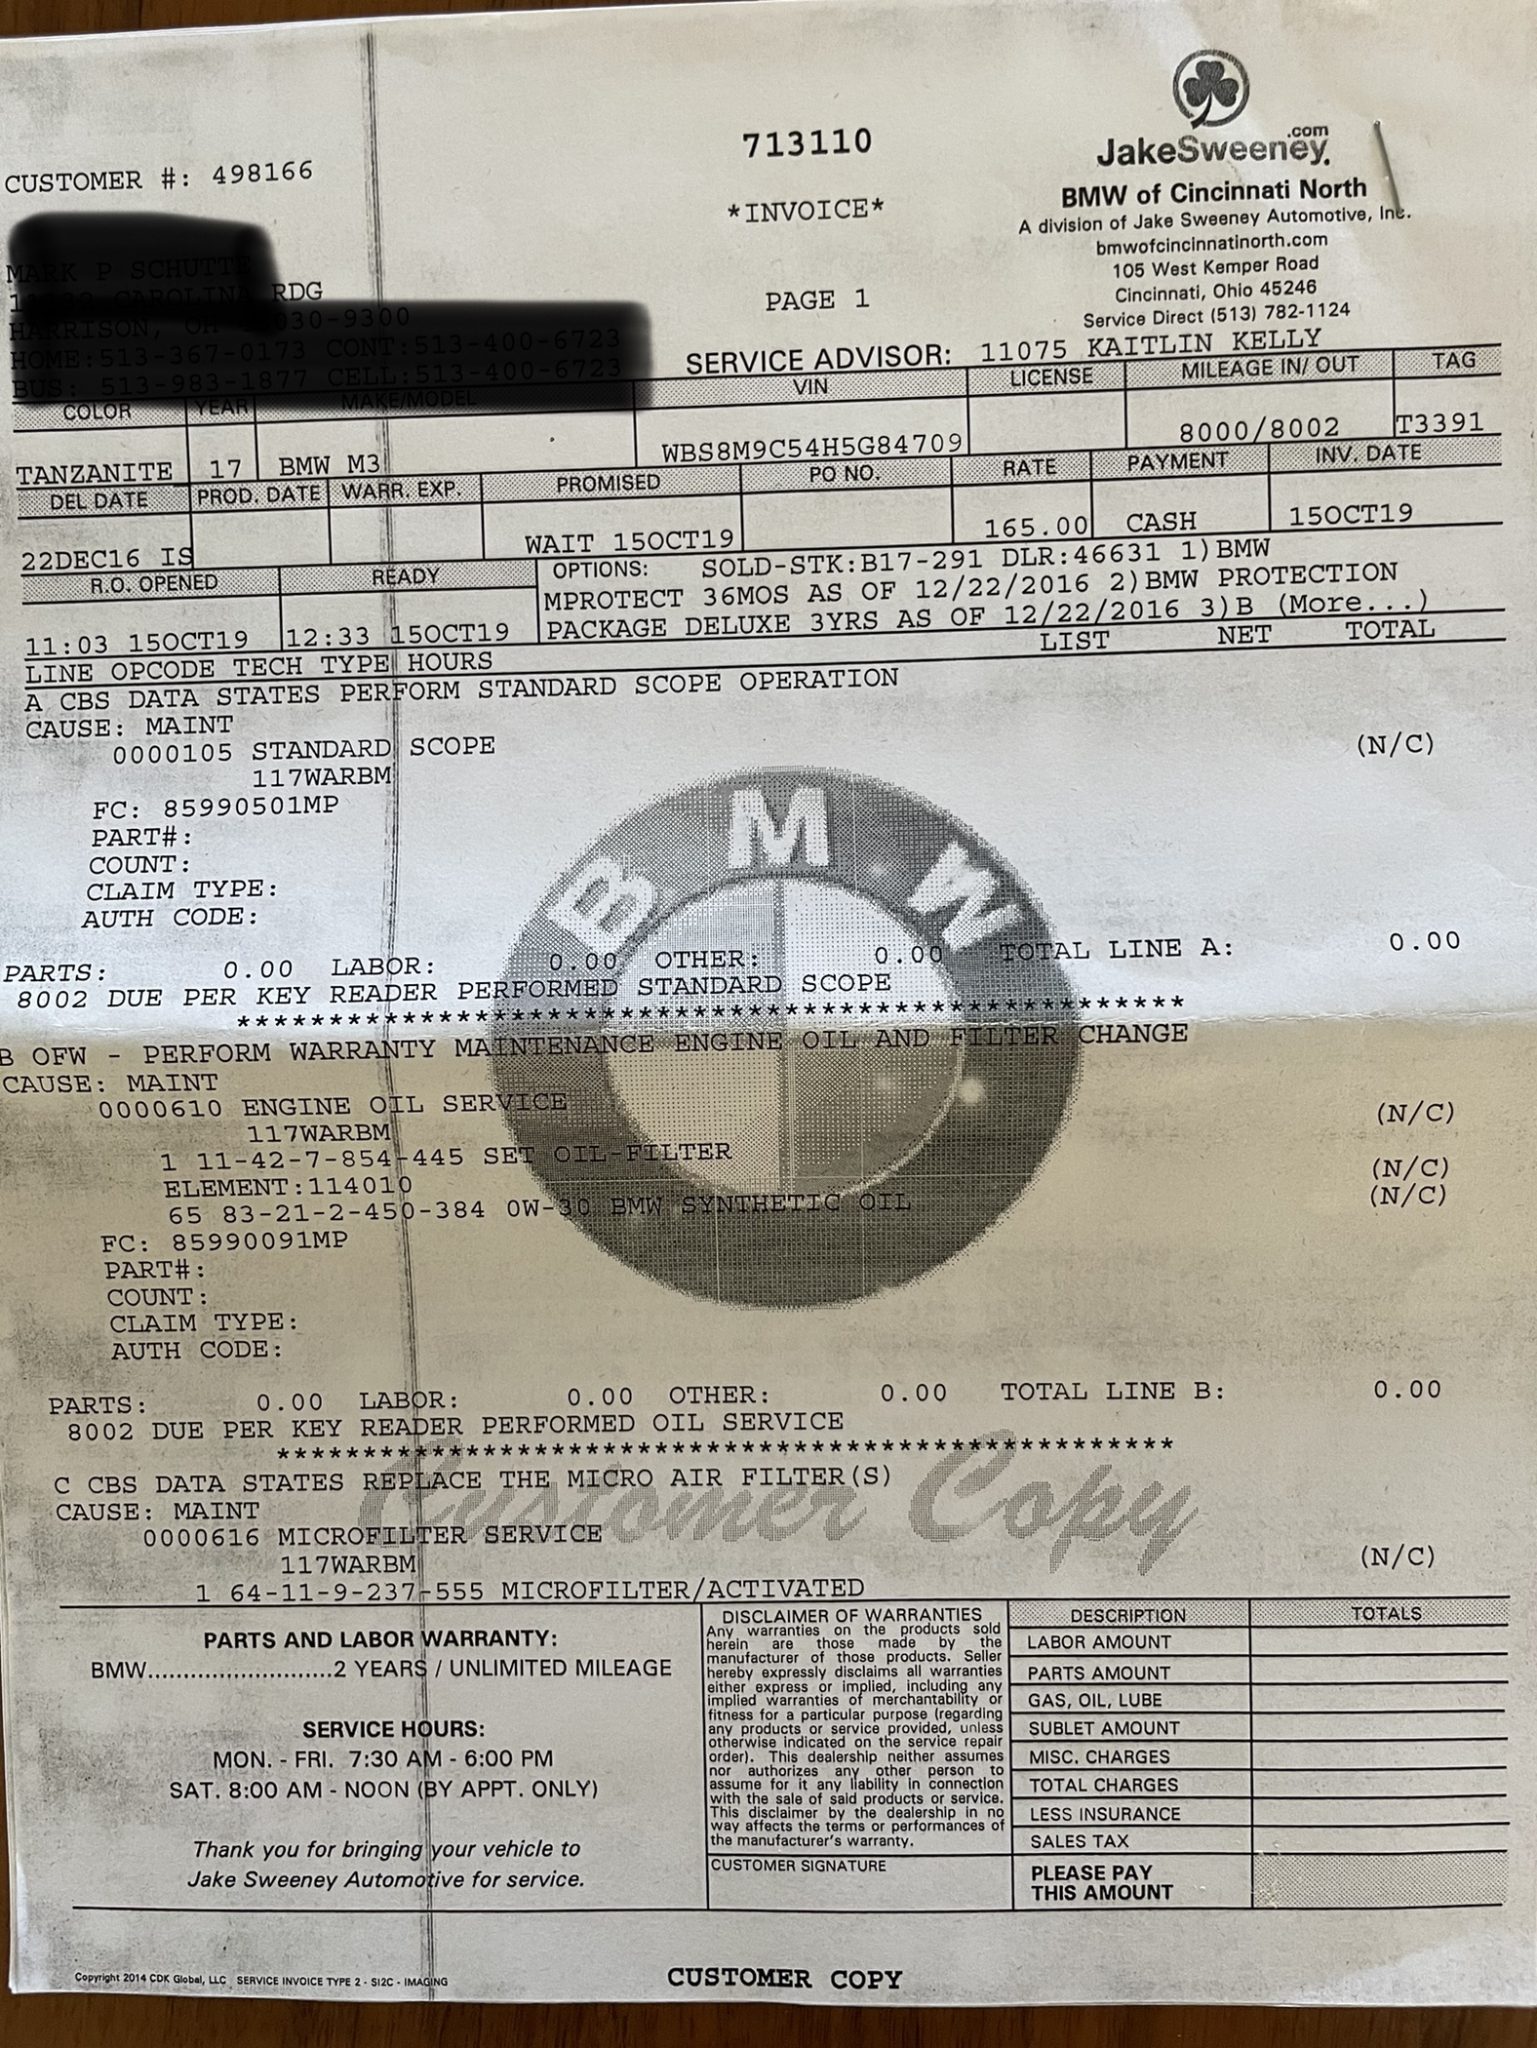 713110
JakeSweeney.com
CUSTOMER #: 498166
*INVOICE*
BMW of Cincinnati North
A division of Jake Sweeney Automotive, Inc.
bmwofcincinnatinorth.com
105 West Kemper Road
Cincinnati, Ohio 45246
Service Direct (513) 782-1124
RDG
PAGE 1
SERVICE ADVISOR: 11075 KAITLIN KELLY
COLOR YEAR MAKE/MODEL VIN LICENSE MILEAGE IN/ OUT TAG
TANZANITE 17 BMW M3 WBS8M9C54H5G84709 8000/8002 T3391
DEL DATE PROD. DATE WARR. EXP. PROMISED PO NO. RATE PAYMENT INV. DATE
22DEC16 IS WAIT 15OCT19 165.00 CASH 15OCT19
R.O. OPENED READY OPTIONS: SOLD-STK:B17-291 DLR:46631 1)BMW
MPROTECT 36MOS AS OF 12/22/2016 2)BMW PROTECTION
11:03 15OCT19 12:33 15OCT19 PACKAGE DELUXE 3YRS AS OF 12/22/2016 3)B (More...)
LINE OPCODE TECH TYPE HOURS LIST NET TOTAL
A CBS DATA STATES PERFORM STANDARD SCOPE OPERATION
CAUSE: MAINT
0000105 STANDARD SCOPE (N/C)
117WARBM
FC: 85990501MP
PART#:
COUNT:
CLAIM TYPE:
AUTH CODE:
BMW
PARTS: 0.00 LABOR: 0.00 OTHER: 0.00 TOTAL LINE A: 0.00
8002 DUE PER KEY READER PERFORMED STANDARD SCOPE
****************************************************
B OFW - PERFORM WARRANTY MAINTENANCE ENGINE OIL AND FILTER CHANGE
CAUSE: MAINT
0000610 ENGINE OIL SERVICE (N/C)
117WARBM
1 11-42-7-854-445 SET OIL-FILTER (N/C)
ELEMENT:114010
65 83-21-2-450-384 0W-30 BMW SYNTHETIC OIL (N/C)
FC: 85990091MP
PART#:
COUNT:
CLAIM TYPE:
AUTH CODE:
PARTS: 0.00 LABOR: 0.00 OTHER: 0.00 TOTAL LINE B: 0.00
8002 DUE PER KEY READER PERFORMED OIL SERVICE
****************************************************
Customer Copy
C CBS DATA STATES REPLACE THE MICRO AIR FILTER(S)
CAUSE: MAINT
0000616 MICROFILTER SERVICE
117WARBM (N/C)
1 64-11-9-237-555 MICROFILTER/ACTIVATED
PARTS AND LABOR WARRANTY:
BMW...........................2 YEARS / UNLIMITED MILEAGE
SERVICE HOURS:
MON. - FRI. 7:30 AM - 6:00 PM
SAT. 8:00 AM - NOON (BY APPT. ONLY)
Thank you for bringing your vehicle to
Jake Sweeney Automotive for service.
DISCLAIMER OF WARRANTIES
Any warranties on the products sold
herein are those made by the
manufacturer of those products. Seller
hereby expressly disclaims all warranties
either express or implied, including any
implied warranties of merchantability or
fitness for a particular purpose (regarding
any products or service provided, unless
otherwise indicated on the service repair
order). This dealership neither assumes
nor authorizes any other person to
assume for it any liability in connection
with the sale of said products or service.
This disclaimer by the dealership in no
way affects the terms or performances of
the manufacturer's warranty.
CUSTOMER SIGNATURE
DESCRIPTION TOTALS
LABOR AMOUNT
PARTS AMOUNT
GAS, OIL, LUBE
SUBLET AMOUNT
MISC. CHARGES
TOTAL CHARGES
LESS INSURANCE
SALES TAX
PLEASE PAY
THIS AMOUNT
Copyright 2014 CDK Global, LLC SERVICE INVOICE TYPE 2 - SI2C - IMAGING
CUSTOMER COPY